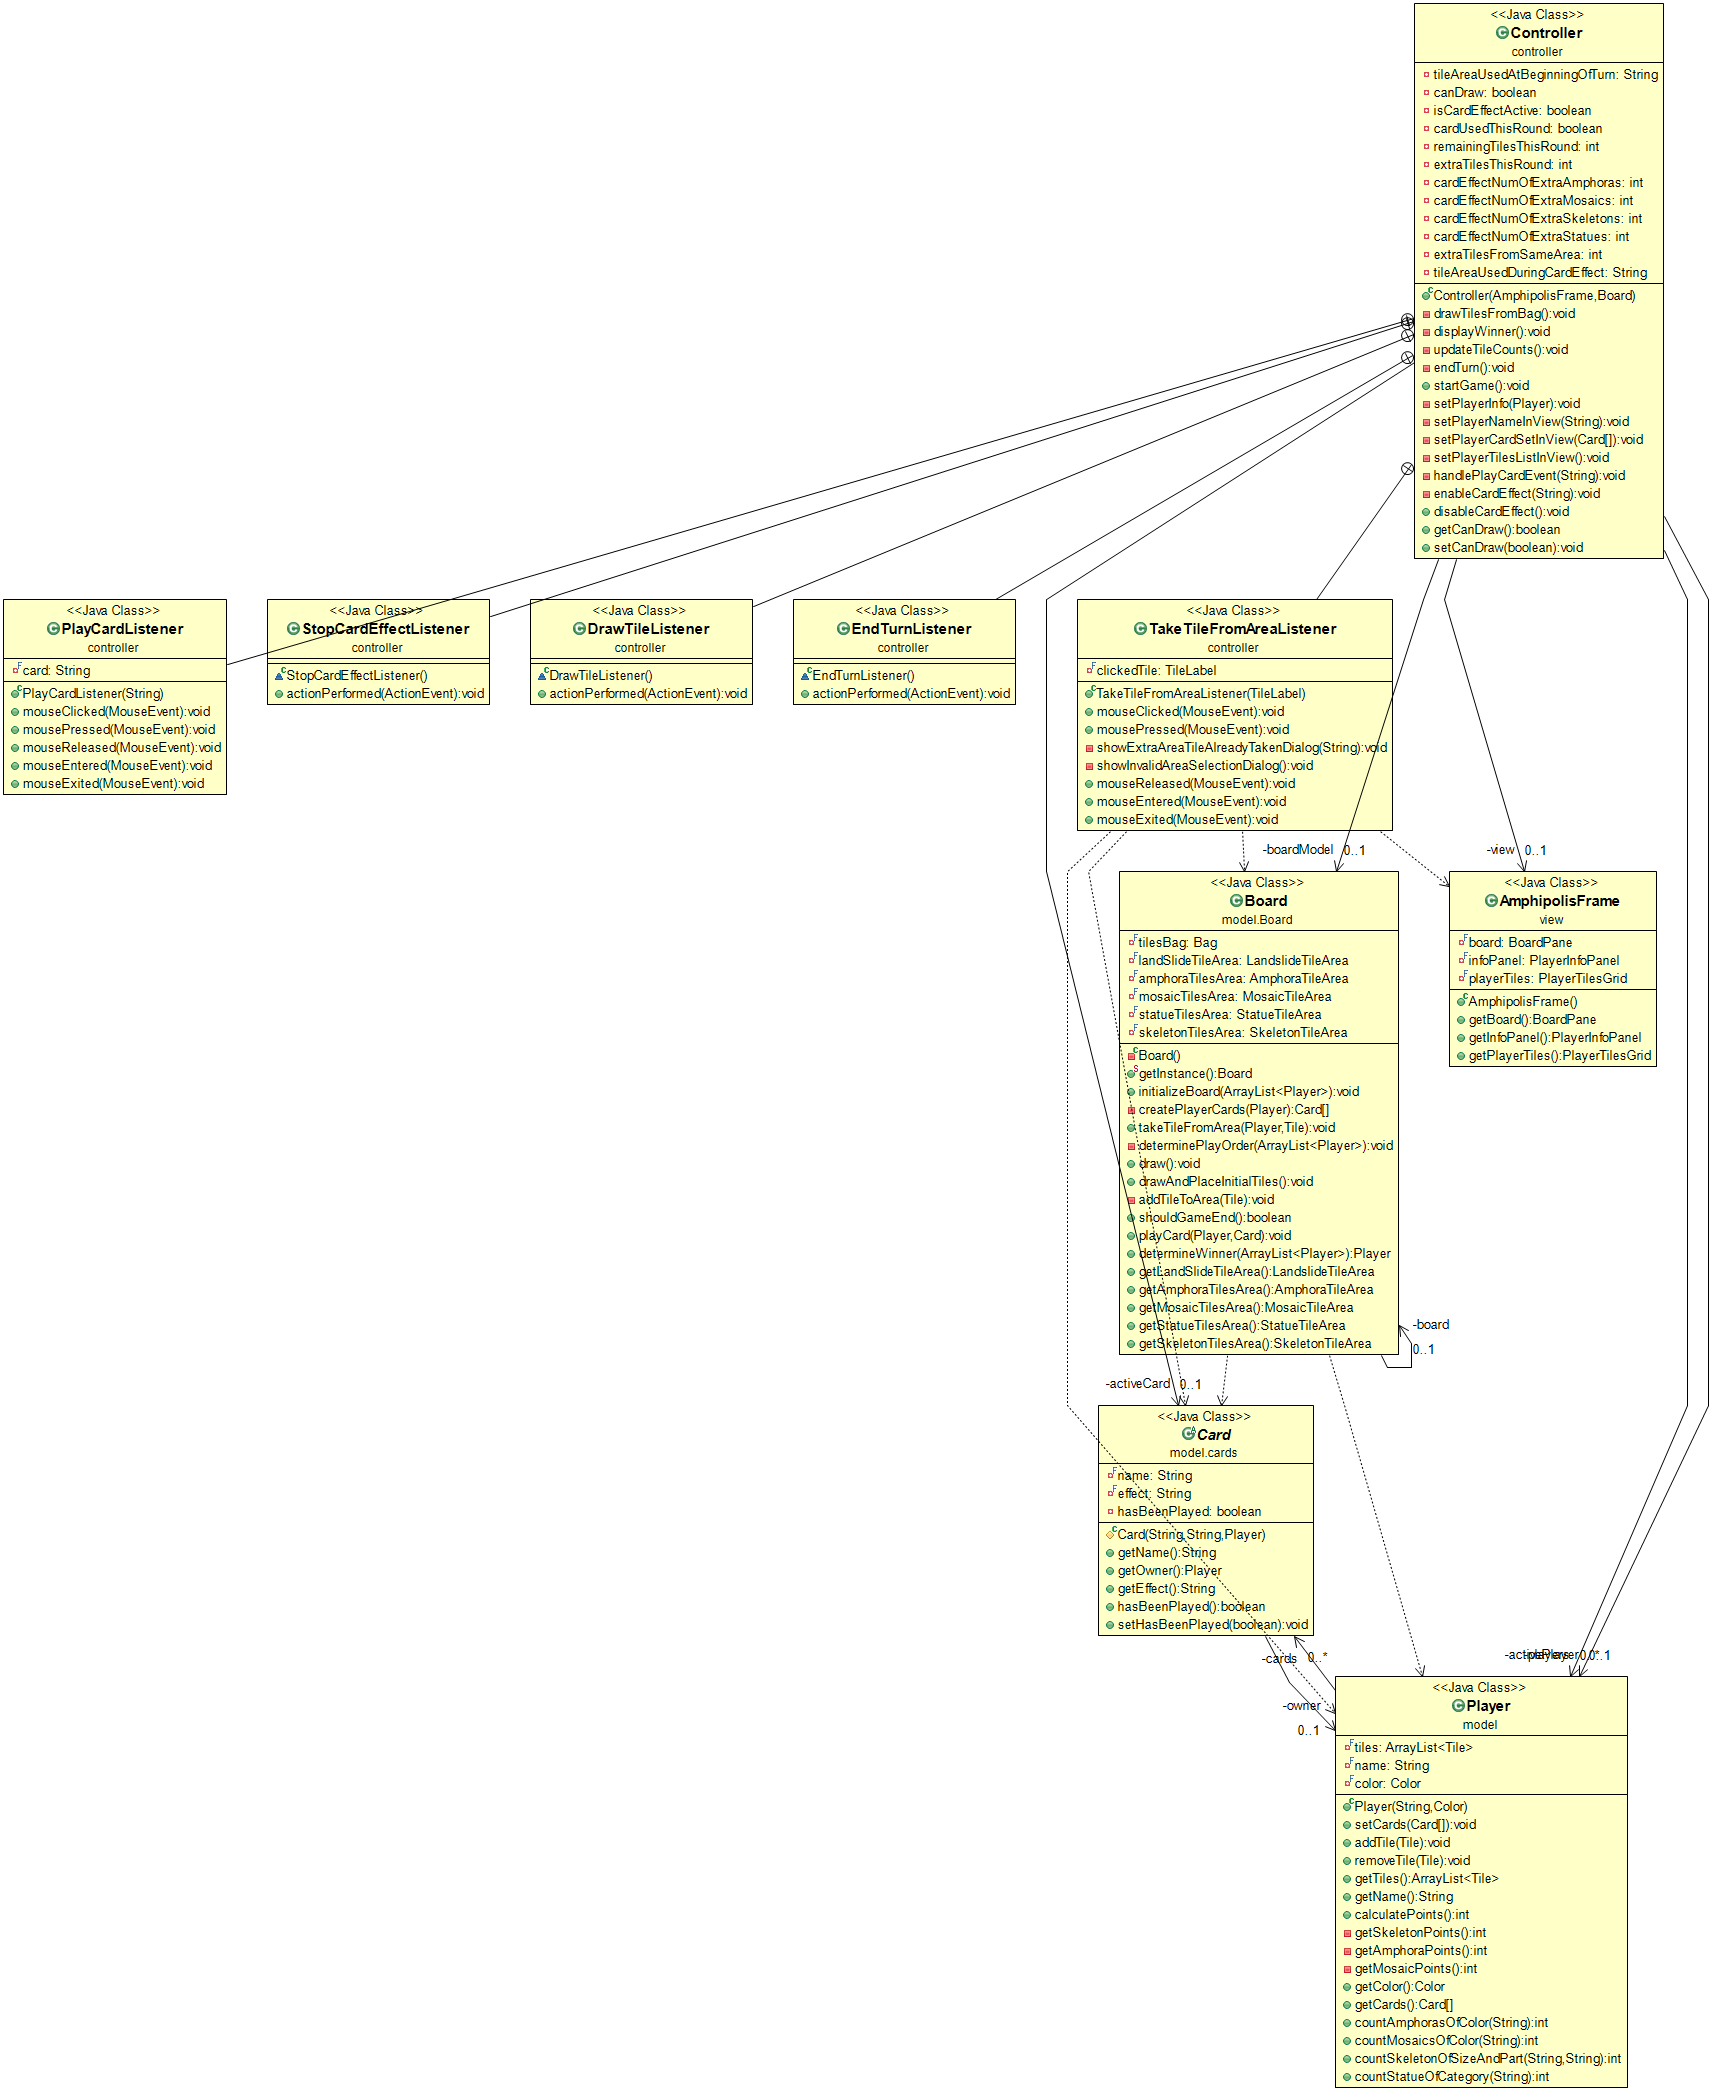 <<Java Class>>
Controller
controller
tileAreaUsedAtBeginningOfTurn: String
canDraw: boolean
isCardEffectActive: boolean
cardUsedThisRound: boolean
remainingTilesThisRound: int
extraTilesThisRound: int
cardEffectNumOfExtraAmphoras: int
cardEffectNumOfExtraMosaics: int
cardEffectNumOfExtraSkeletons: int
cardEffectNumOfExtraStatues: int
extraTilesFromSameArea: int
tileAreaUsedDuringCardEffect: String
Controller(AmphipolisFrame,Board)
drawTilesFromBag():void
displayWinner():void
updateTileCounts():void
endTurn():void
startGame():void
setPlayerInfo(Player):void
setPlayerNameInView(String):void
setPlayerCardSetInView(Card[]):void
setPlayerTilesListInView():void
handlePlayCardEvent(String):void
enableCardEffect(String):void
disableCardEffect():void
getCanDraw():boolean
setCanDraw(boolean):void
<<Java Class>>
PlayCardListener
controller
card: String
PlayCardListener(String)
mouseClicked(MouseEvent):void
mousePressed(MouseEvent):void
mouseReleased(MouseEvent):void
mouseEntered(MouseEvent):void
mouseExited(MouseEvent):void
<<Java Class>>
StopCardEffectListener
controller
StopCardEffectListener()
actionPerformed(ActionEvent):void
<<Java Class>>
DrawTileListener
controller
DrawTileListener()
actionPerformed(ActionEvent):void
<<Java Class>>
EndTurnListener
controller
EndTurnListener()
actionPerformed(ActionEvent):void
<<Java Class>>
TakeTileFromAreaListener
controller
clickedTile: TileLabel
TakeTileFromAreaListener(TileLabel)
mouseClicked(MouseEvent):void
mousePressed(MouseEvent):void
showExtraAreaTileAlreadyTakenDialog(String):void
showInvalidAreaSelectionDialog():void
mouseReleased(MouseEvent):void
mouseEntered(MouseEvent):void
mouseExited(MouseEvent):void
-boardModel 0..1
-view 0..1
<<Java Class>>
Board
model.Board
tilesBag: Bag
landSlideTileArea: LandslideTileArea
amphoraTilesArea: AmphoraTileArea
mosaicTilesArea: MosaicTileArea
statueTilesArea: StatueTileArea
skeletonTilesArea: SkeletonTileArea
Board()
getInstance():Board
initializeBoard(ArrayList<Player>):void
createPlayerCards(Player):Card[]
takeTileFromArea(Player,Tile):void
determinePlayOrder(ArrayList<Player>):void
draw():void
drawAndPlaceInitialTiles():void
addTileToArea(Tile):void
shouldGameEnd():boolean
playCard(Player,Card):void
determineWinner(ArrayList<Player>):Player
getLandSlideTileArea():LandslideTileArea
getAmphoraTilesArea():AmphoraTileArea
getMosaicTilesArea():MosaicTileArea
getStatueTilesArea():StatueTileArea
getSkeletonTilesArea():SkeletonTileArea
<<Java Class>>
AmphipolisFrame
view
board: BoardPane
infoPanel: PlayerInfoPanel
playerTiles: PlayerTilesGrid
AmphipolisFrame()
getBoard():BoardPane
getInfoPanel():PlayerInfoPanel
getPlayerTiles():PlayerTilesGrid
-board
0..1
-activeCard 0..1
<<Java Class>>
Card
model.cards
name: String
effect: String
hasBeenPlayed: boolean
Card(String,String,Player)
getName():String
getOwner():Player
getEffect():String
hasBeenPlayed():boolean
setHasBeenPlayed(boolean):void
-cards 0..*
-owner
0..1
<<Java Class>>
Player
model
tiles: ArrayList<Tile>
name: String
color: Color
Player(String,Color)
setCards(Card[]):void
addTile(Tile):void
removeTile(Tile):void
getTiles():ArrayList<Tile>
getName():String
calculatePoints():int
getSkeletonPoints():int
getAmphoraPoints():int
getMosaicPoints():int
getColor():Color
getCards():Card[]
countAmphorasOfColor(String):int
countMosaicsOfColor(String):int
countSkeletonOfSizeAndPart(String,String):int
countStatueOfCategory(String):int